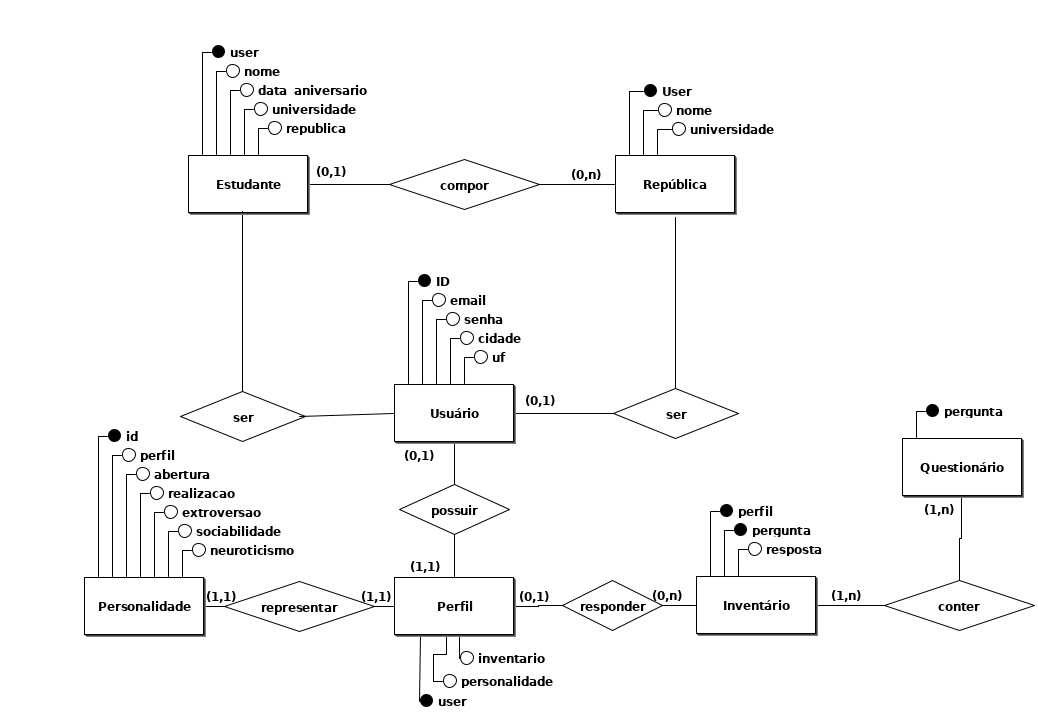 user
nome
data_aniversario
universidade
republica
User
nome
universidade
Estudante
(0,1)
compor
(0,n)
República
ID
email
senha
cidade
uf
ser
Usuário
(0,1)
ser
(0,1)
possuir
(1,1)
id
perfil
abertura
realizacao
extroversao
sociabilidade
neuroticismo
pergunta
Questionário
(1,n)
perfil
pergunta
resposta
Personalidade
(1,1)
representar
(1,1)
Perfil
(0,1)
responder
(0,n)
Inventário
(1,n)
conter
inventario
personalidade
user